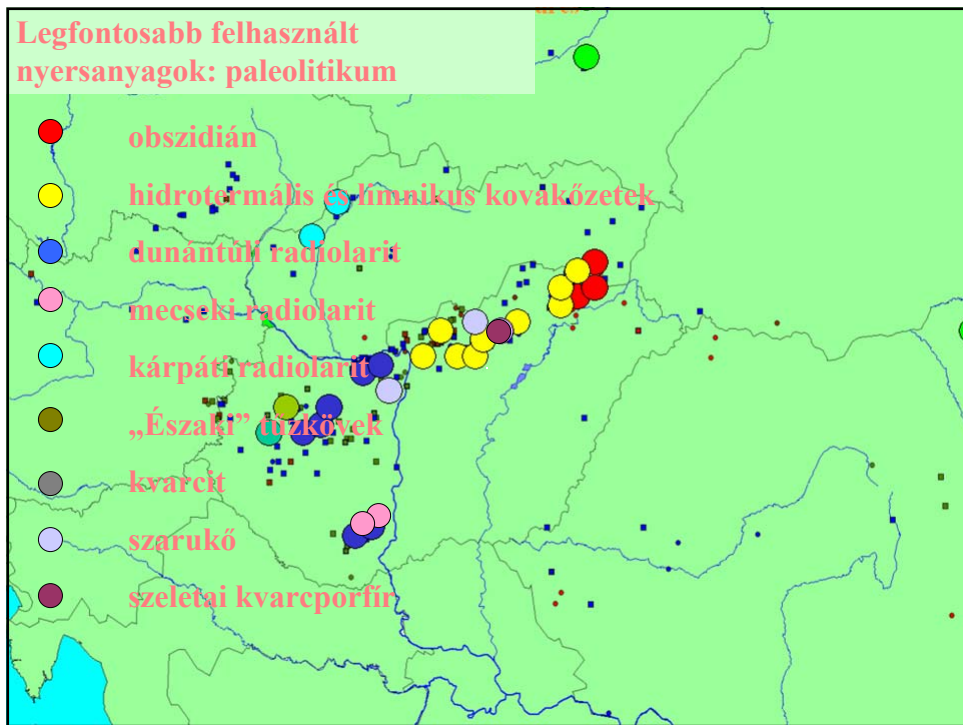 Legfontosabb felhasznált
nyersanyagok: paleolitikum
obszidián
hidrotermális és límnikus kovakőzetek
dunántúli radiolarit
mecseki radiolarit
kárpáti radiolarit
„Északi” tűzkövek
kvarcit
szarukő
szeletai kvarcporfír